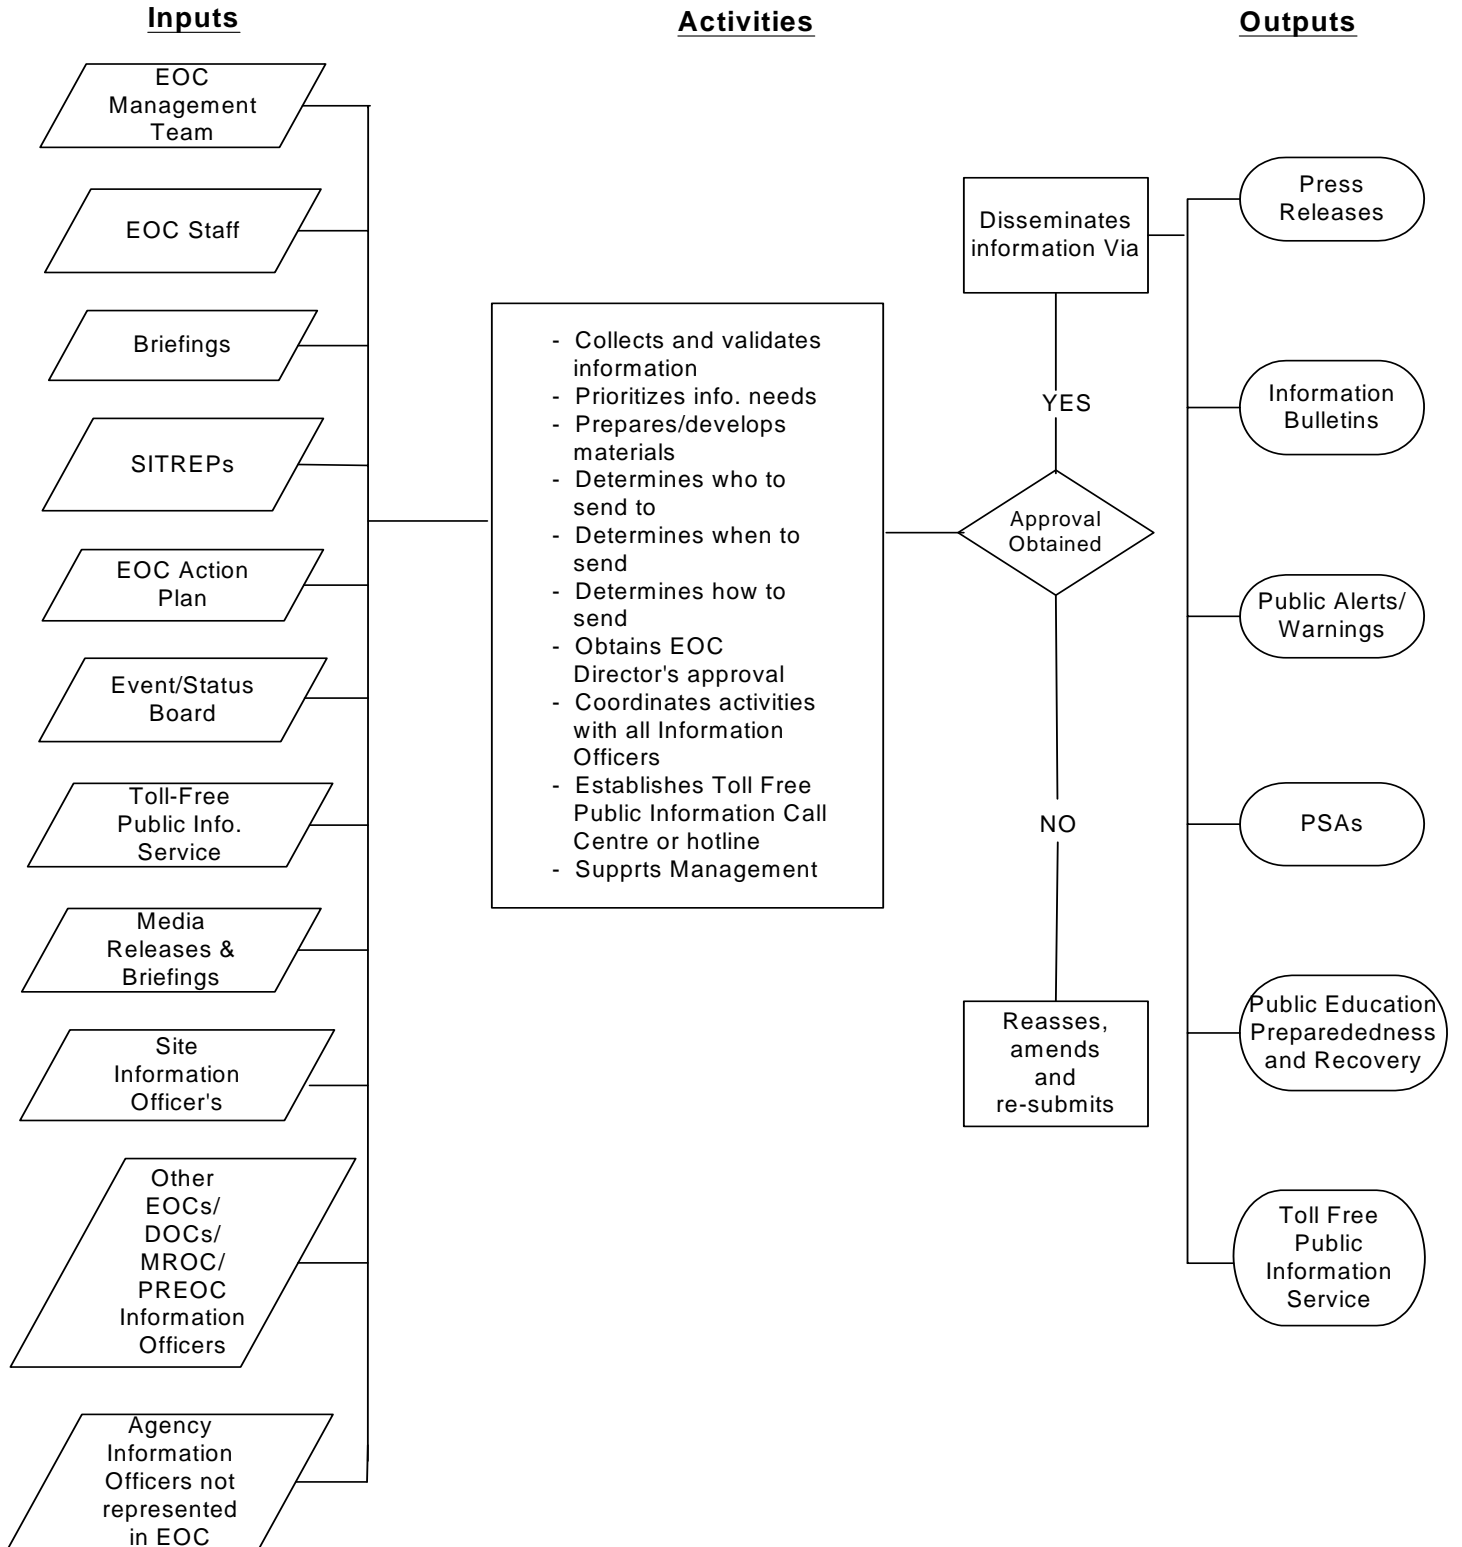 Inputs
Activities
Outputs
EOC
Management
Team
EOC Staff
Briefings
SITREPs
EOC Action
Plan
Event/Status
Board
Toll-Free
Public Info.
Service
Media
Releases &
Briefings
Site
Information
Officer's
Other
EOCs/
DOCs/
MROC/
PREOC
Information
Officers
Agency
Information
Officers not
represented
in EOC
- Collects and validates
information
- Prioritizes info. needs
- Prepares/develops
materials
- Determines who to
send to
- Determines when to
send
- Determines how to
send
- Obtains EOC
Director's approval
- Coordinates activities
with all Information
Officers
- Establishes Toll Free
Public Information Call
Centre or hotline
- Supprts Management
Disseminates
information Via
YES
Approval
Obtained
NO
Reasses,
amends
and
re-submits
Press
Releases
Information
Bulletins
Public Alerts/
Warnings
PSAs
Public Education
Preparededness
and Recovery
Toll Free
Public
Information
Service